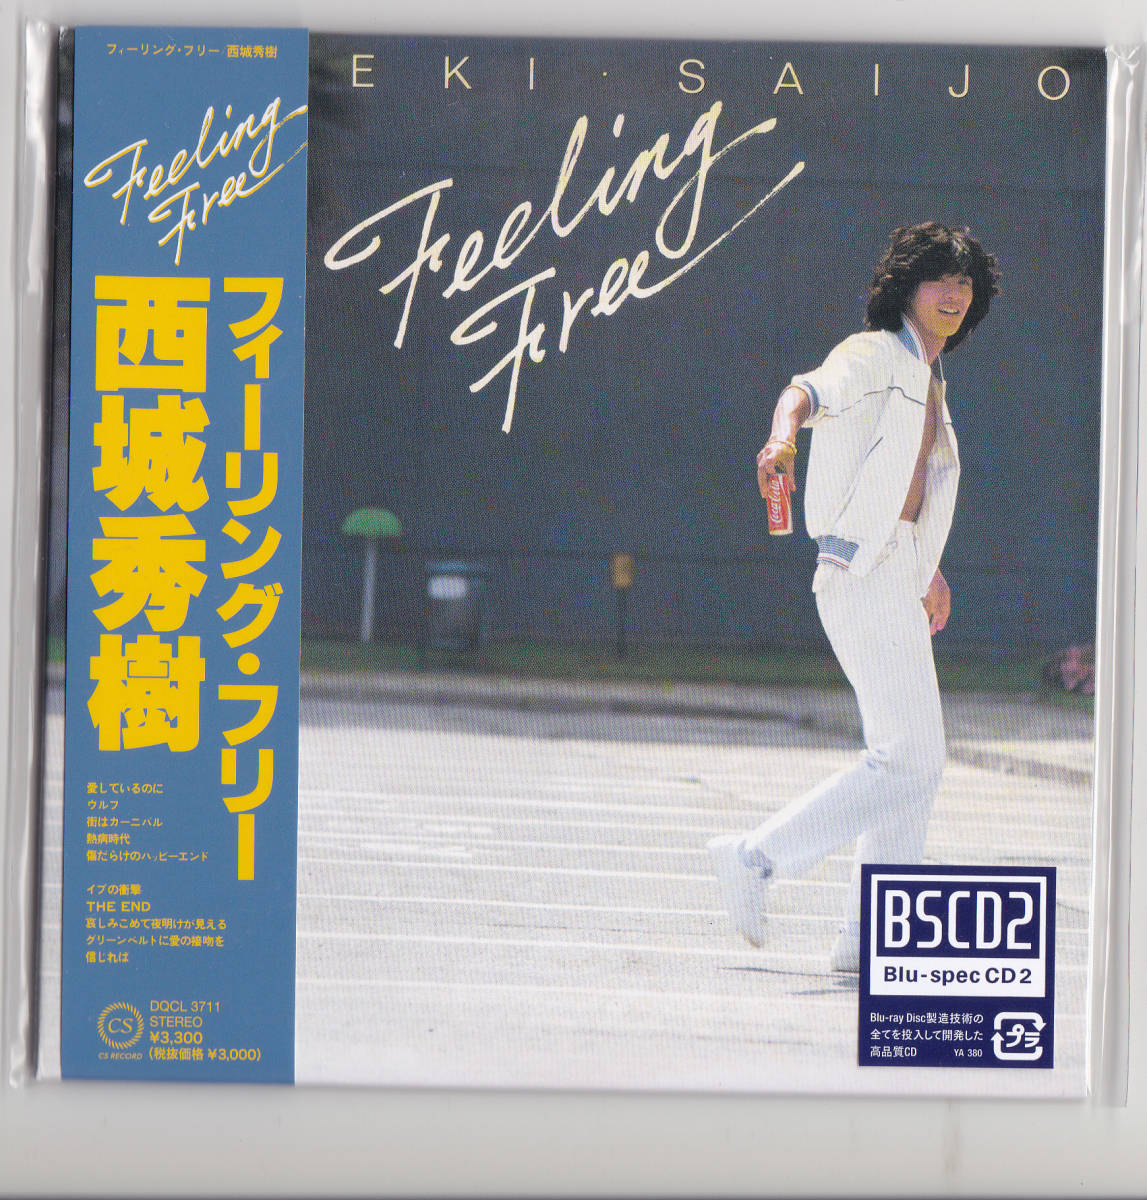 フィーリング・フリー/西城秀樹
Feeling
Free
フィーリング・フリー
西城秀樹
愛しているのに
ウルフ
街はカーニバル
熱病時代
傷だらけのハッピーエンド
イブの衝撃
THE END
哀しみこめて夜明けが見える
グリーンベルトに愛の接吻を
信じれは
CS
CS RECORD
DQCL 3711
STEREO
¥3,300
(税抜価格 ¥3,000)
EKI・SAIJO
Feeling
Free
Coca-Cola
BSCD2
Blu-spec CD2
Blu-ray Disc製造技術の
全てを投入して開発した
高品質CD
YA 380
プラ